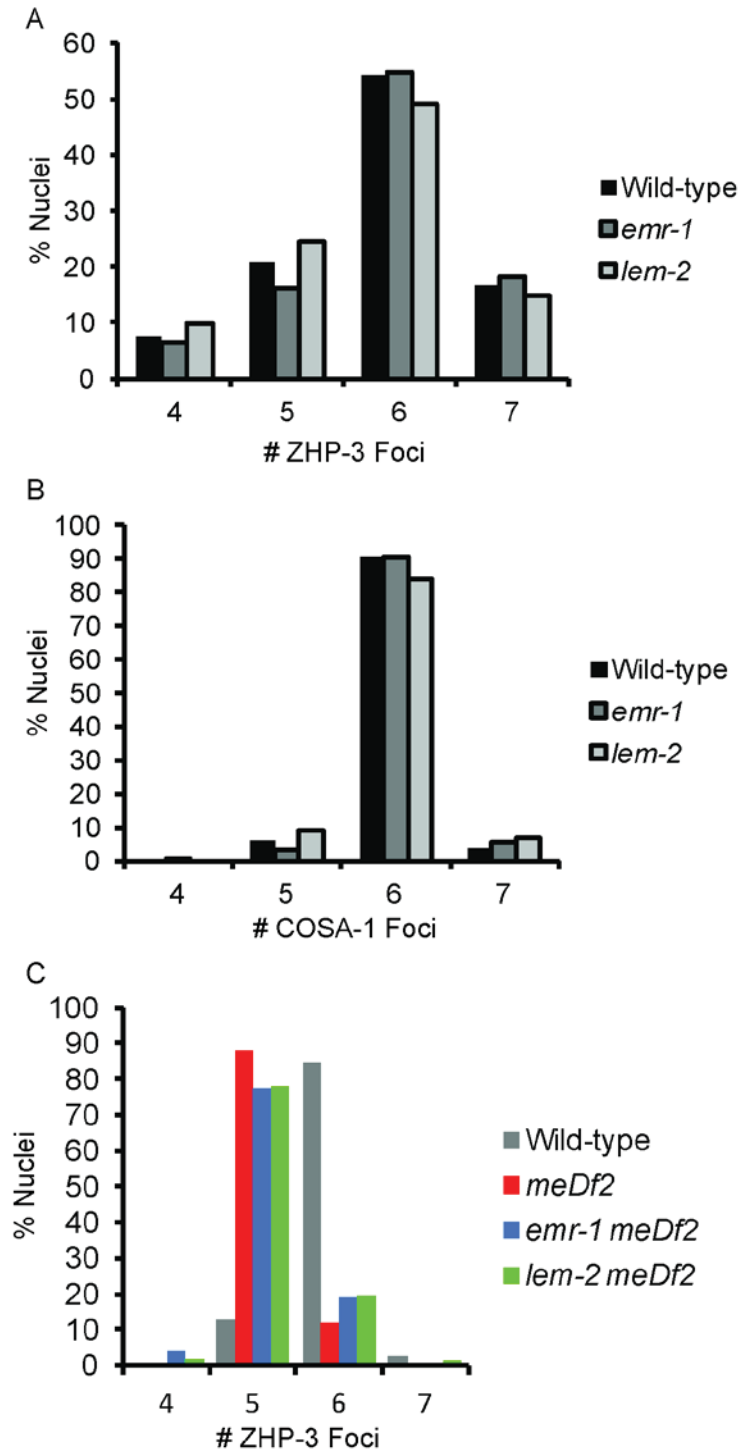 A
60
50
40
30
20
10
0
% Nuclei
4 5 6 7
# ZHP-3 Foci
Wild-type
emr-1
lem-2
B
100
90
80
70
60
50
40
30
20
10
0
% Nuclei
4 5 6 7
# COSA-1 Foci
Wild-type
emr-1
lem-2
C
100
90
80
70
60
50
40
30
20
10
0
% Nuclei
4 5 6 7
# ZHP-3 Foci
Wild-type
meDf2
emr-1 meDf2
lem-2 meDf2